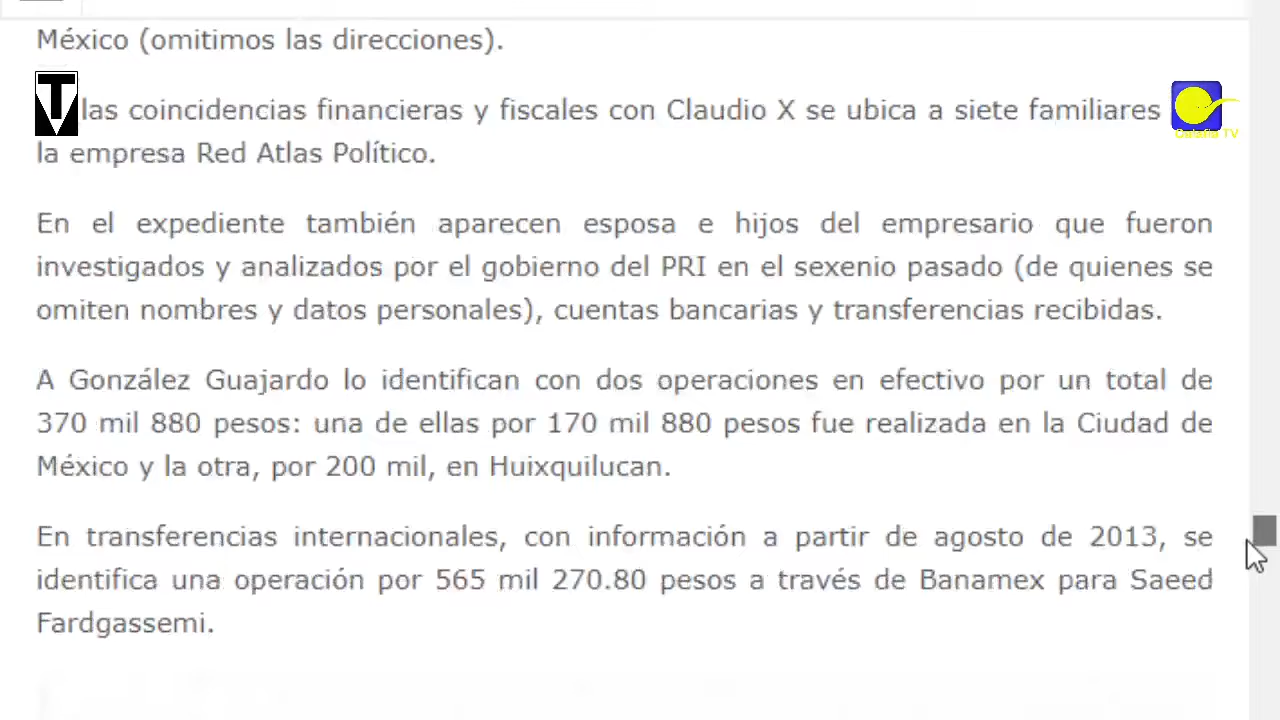 México (omitimos las direcciones).
T
las coincidencias financieras y fiscales con Claudio X se ubica a siete familiares
la empresa Red Atlas Político.
En el expediente también aparecen esposa e hijos del empresario que fueron
investigados y analizados por el gobierno del PRI en el sexenio pasado (de quienes se
omiten nombres y datos personales), cuentas bancarias y transferencias recibidas.
A González Guajardo lo identifican con dos operaciones en efectivo por un total de
370 mil 880 pesos: una de ellas por 170 mil 880 pesos fue realizada en la Ciudad de
México y la otra, por 200 mil, en Huixquilucan.
En transferencias internacionales, con información a partir de agosto de 2013, se
identifica una operación por 565 mil 270.80 pesos a través de Banamex para Saeed
Fardgassemi.